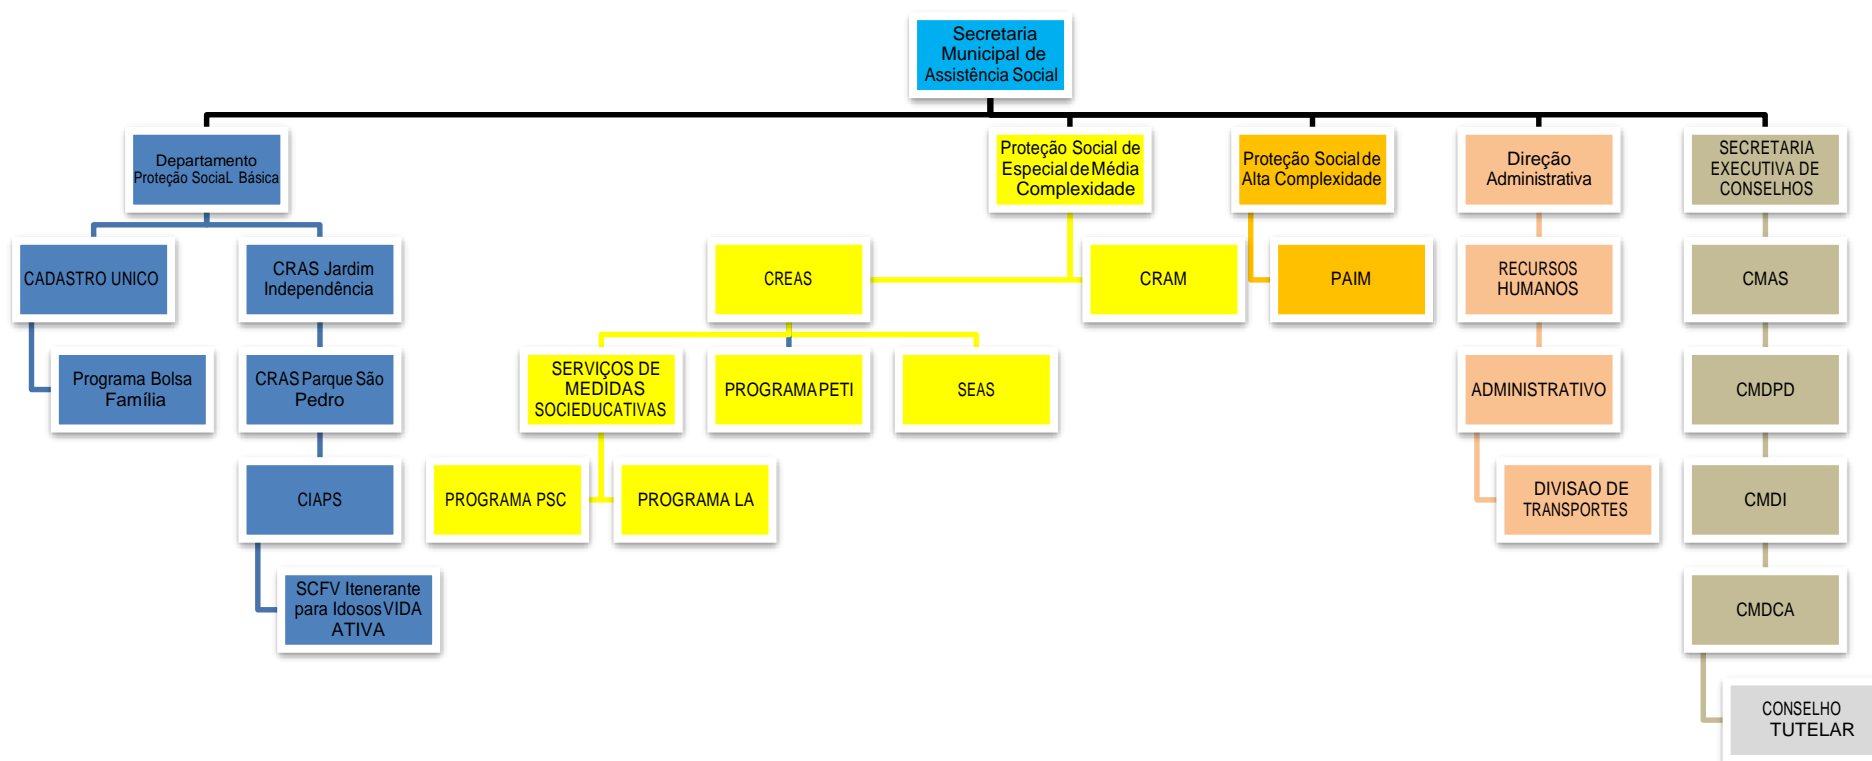 Secretaria
Municipal de
Assistência Social
Departamento
Proteção SociaL Básica
Proteção Social de
Especial de Média
Complexidade
Proteção Social de
Alta Complexidade
Direção
Administrativa
SECRETARIA
EXECUTIVA DE
CONSELHOS
CADASTRO UNICO
CRAS Jardim
Independência
CREAS
CRAM
PAIM
RECURSOS
HUMANOS
CMAS
Programa Bolsa
Família
CRAS Parque São
Pedro
SERVIÇOS DE
MEDIDAS
SOCIEDUCATIVAS
PROGRAMA PETI
SEAS
ADMINISTRATIVO
CMDPD
CIAPS
PROGRAMA PSC
PROGRAMA LA
DIVISAO DE
TRANSPORTES
CMDI
SCFV Itenerante
para Idosos VIDA
ATIVA
CMDCA
CONSELHO
TUTELAR